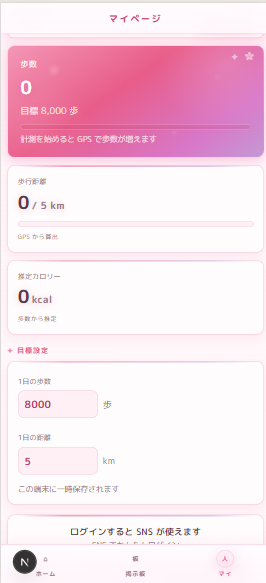 マイページ
歩数
0
目標 8,000 歩
計測を始めると GPS で歩数が増えます
歩行距離
0 / 5 km
GPS から算出
推定カロリー
0 kcal
歩数から推定
✦ 目標設定
1日の歩数
8000 歩
1日の距離
5 km
この端末に一時保存されます
ログインすると SNS が使えます
N
⌂ 板 人
ホーム 掲示板 マイ